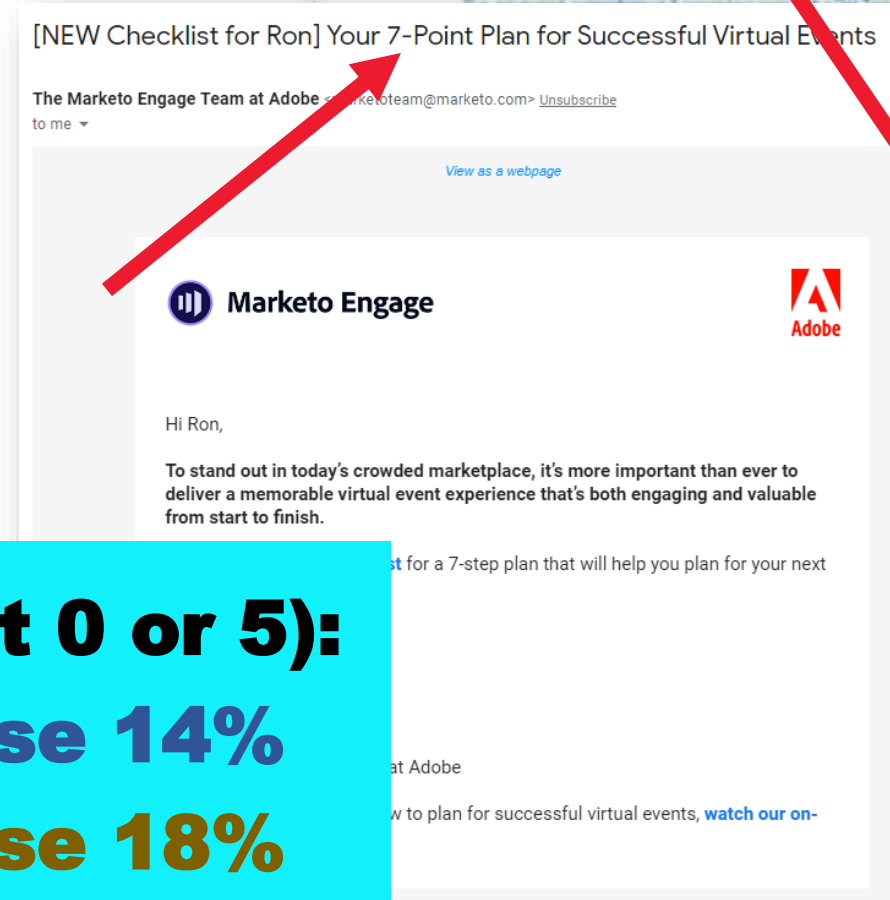 [NEW Checklist for Ron] Your 7-Point Plan for Successful Virtual Events
The Marketo Engage Team at Adobe <marketoteam@marketo.com> Unsubscribe
to me
View as a webpage
Marketo Engage
Adobe
Hi Ron,
To stand out in today's crowded marketplace, it's more important than ever to
deliver a memorable virtual event experience that's both engaging and valuable
from start to finish.
for a 7-step plan that will help you plan for your next
t 0 or 5):
se 14%
at Adobe
to plan for successful virtual events, watch our on-
se 18%